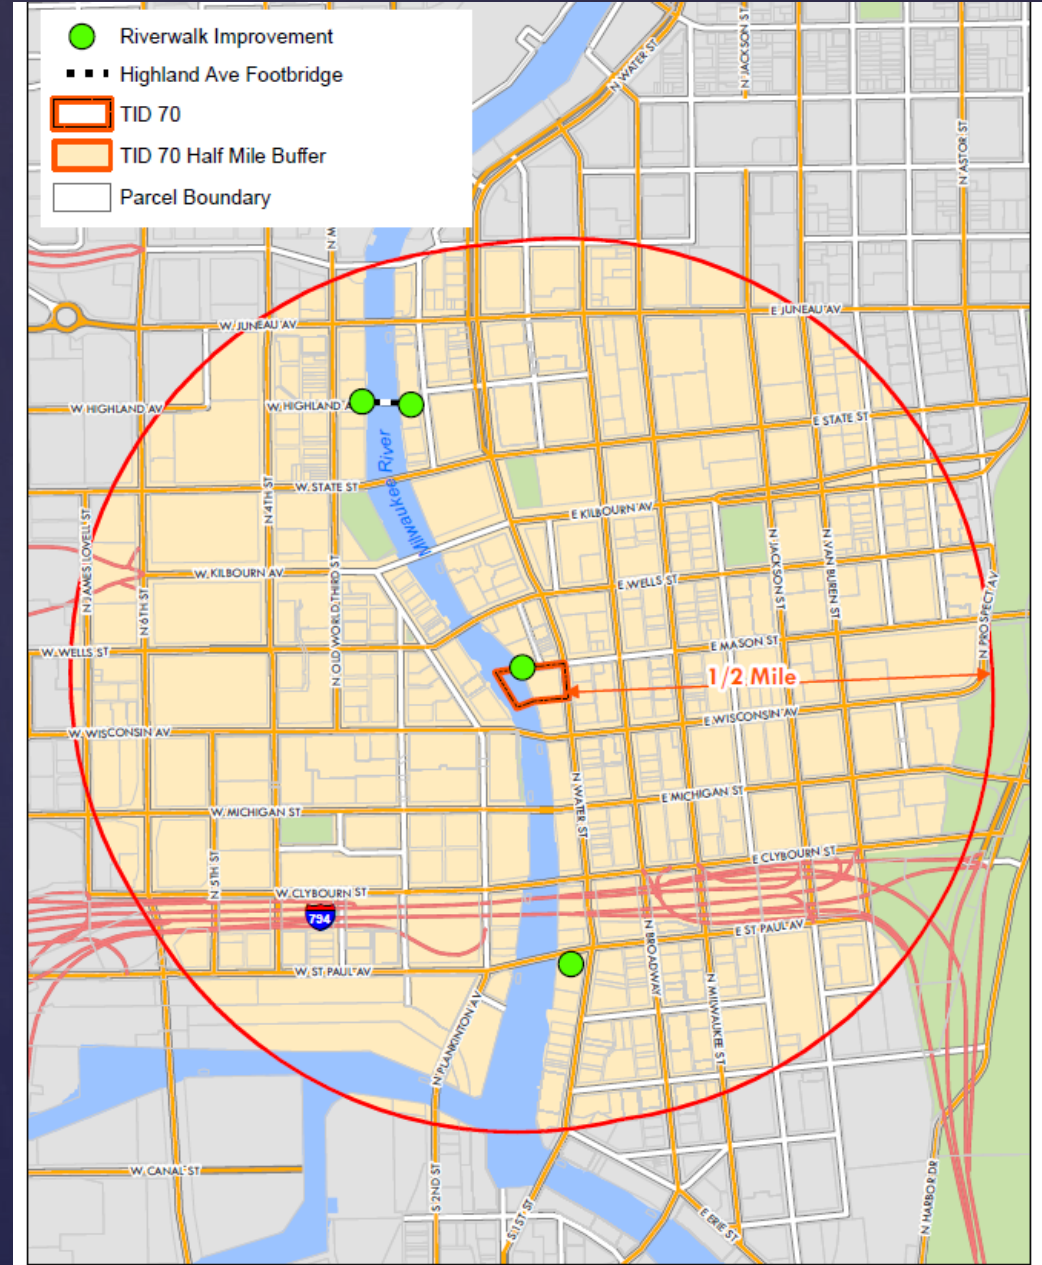 Riverwalk Improvement
Highland Ave Footbridge
TID 70
TID 70 Half Mile Buffer
Parcel Boundary
N WATER ST
N JACKSON ST
N ASTOR ST
N M
W. JUNEAU AV
E JUNEAU AV
W HIGHLAND AV
W HIGHLAND A
E STATE ST
Milwaukee River
W. STATE ST
N 4TH ST
E KILBOURN AV
N JAMES LOVELL ST
N 6TH ST
W. KILBOURN AV
N OLD WORLD THIRD ST
N JACKSON ST
N VAN BUREN ST
E WELLS ST
N PROSPECT AV
W. WELLS ST
E MASON ST
1/2 Mile
W. WISCONSIN AV
E WISCONSIN AV
N WATER ST
E MICHIGAN ST
W. MICHIGAN ST
N 5TH ST
E CLYBOURN ST
W. CLYBOURN ST
794
E ST PAUL AV
N BROADWAY
W. ST PAUL AV
N MILWAUKEE ST
N PLANKINTON AV
W. CANAL ST
S 2ND ST
S 1ST ST
E ERIE ST
N HARBOR DR